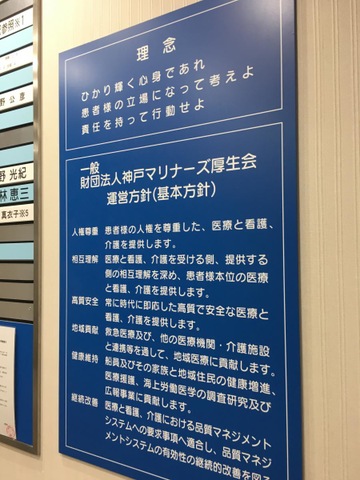 理念
ひかり輝く心身であれ
患者様の立場になって考えよ
責任を持って行動せよ
一般
財団法人神戸マリナーズ厚生会
運営方針(基本方針)
人権尊重 患者様の人権を尊重した、医療と看護、
介護を提供します。
相互理解 医療と看護、介護を受ける側、提供する
側の相互理解を深め、患者様本位の医療
と看護、介護を提供します。
高質安全 常に時代に即応した高質で安全な医療と
看護、介護を提供します。
地域貢献 救急医療及び、他の医療機関・介護施設
と連携等を通して、地域医療に貢献します。
健康維持 船員及びその家族と地域住民の健康増進、
医療援護、海上労働医学の調査研究及び
広報事業に貢献します。
継続改善 医療と看護、介護における品質マネジメント
システムへの要求事項へ適合し、品質マネジ
メントシステムの有効性の継続的改善を図る
参照※1
野 公彦
野 光紀
林 恵三
真衣子※5